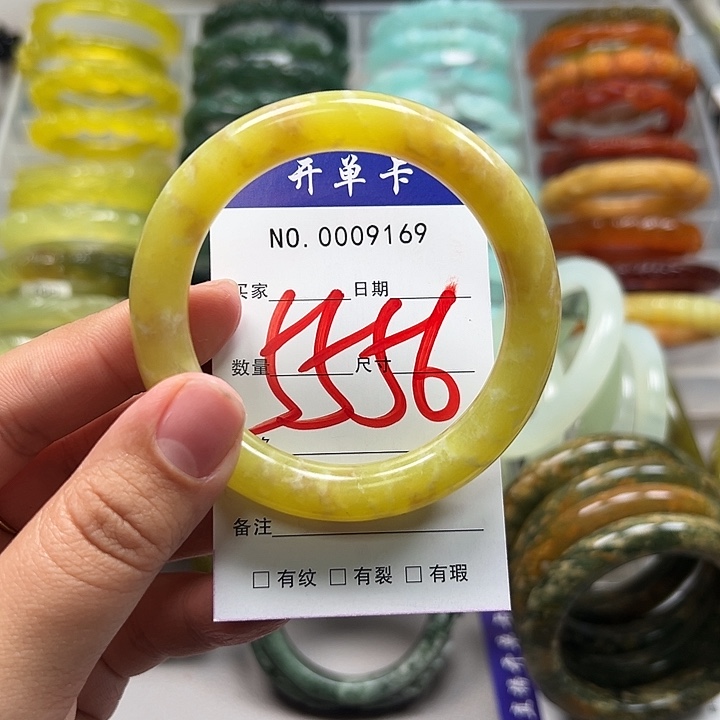 开单卡
NO. 0009169
买家 日期
5556
数量 尺寸
备注
□ 有纹 □ 有裂 □ 有瑕